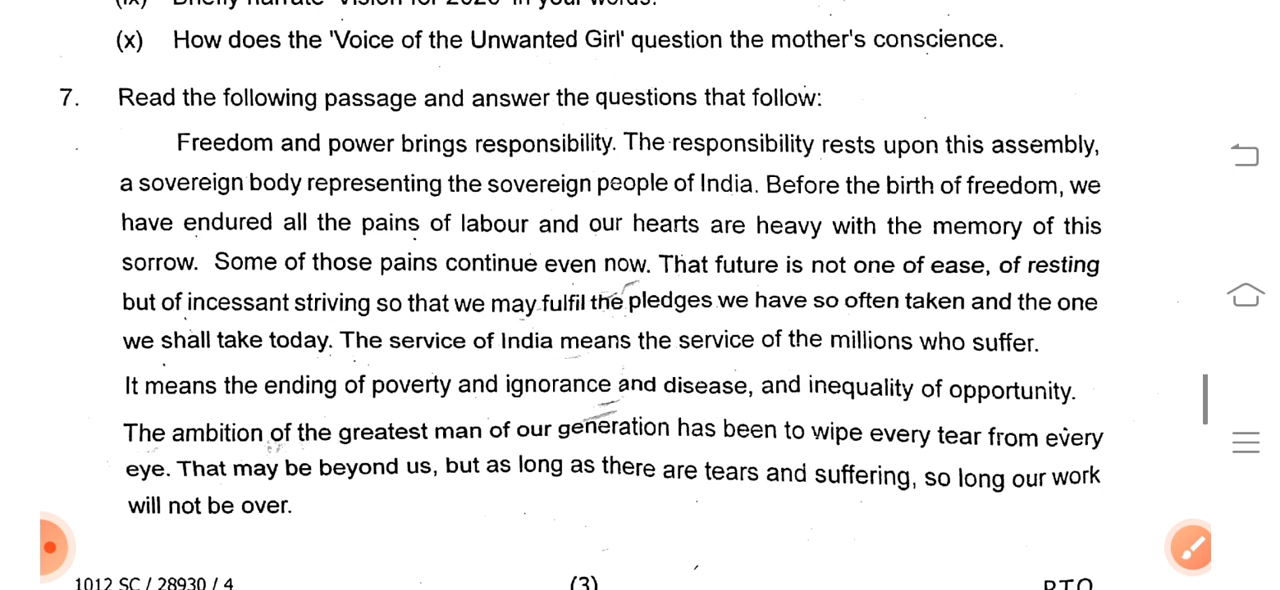 (x) How does the 'Voice of the Unwanted Girl' question the mother's conscience.
7. Read the following passage and answer the questions that follow:
Freedom and power brings responsibility. The responsibility rests upon this assembly,
a sovereign body representing the sovereign people of India. Before the birth of freedom, we
have endured all the pains of labour and our hearts are heavy with the memory of this
sorrow. Some of those pains continue even now. That future is not one of ease, of resting
but of incessant striving so that we may fulfil the pledges we have so often taken and the one
we shall take today. The service of India means the service of the millions who suffer.
It means the ending of poverty and ignorance and disease, and inequality of opportunity.
The ambition of the greatest man of our generation has been to wipe every tear from every
eye. That may be beyond us, but as long as there are tears and suffering, so long our work
will not be over.
1012 SC / 28930 / 4 (3) PTO